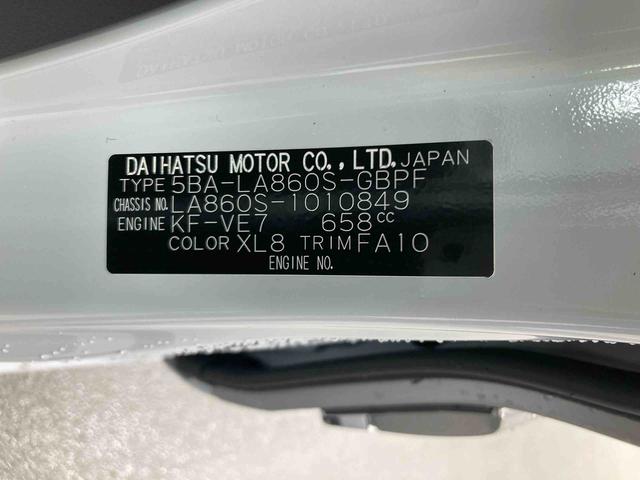 DAIHATSU MOTOR CO., LTD. JAPAN
TYPE 5BA-LA860S-GBPF
CHASSIS NO. LA860S-1010849
ENGINE KF-VE7 658cc
COLOR XL8 TRIM FA10
ENGINE NO.